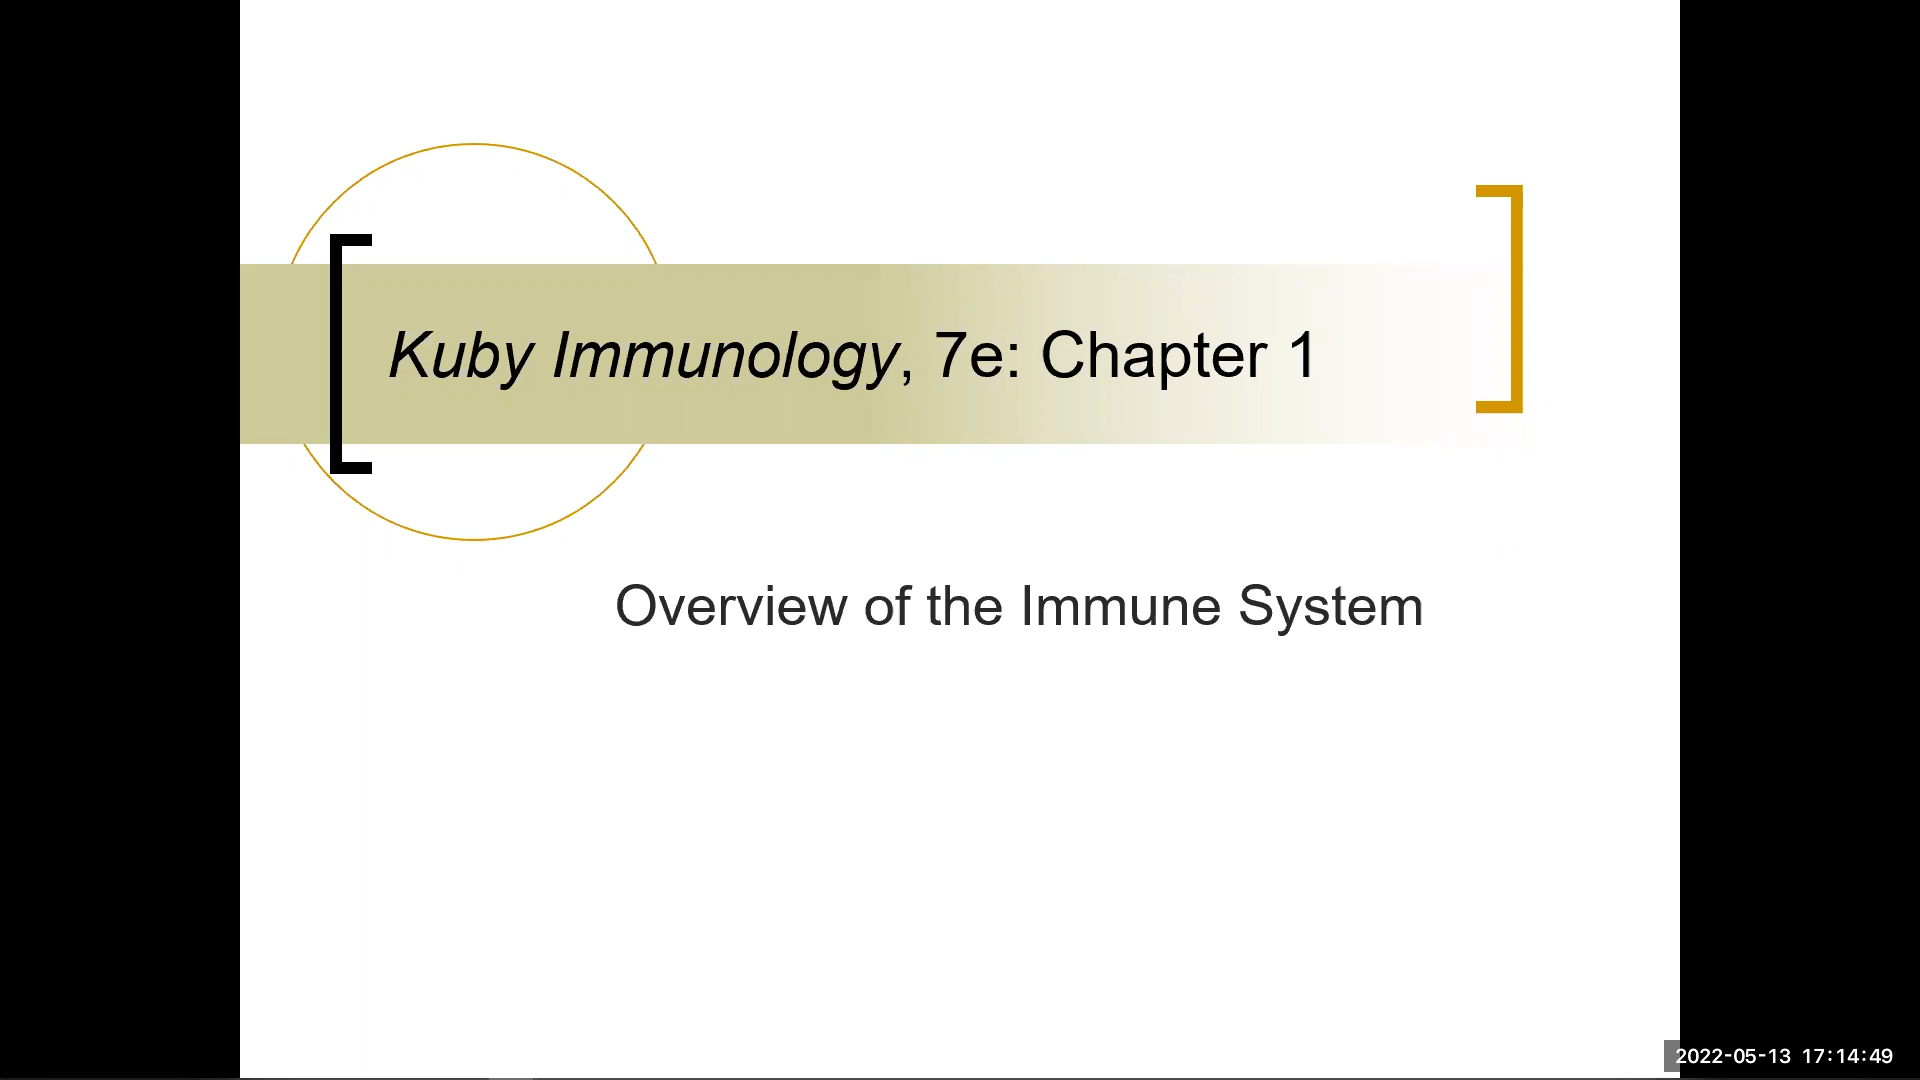 Kuby Immunology, 7e: Chapter 1
Overview of the Immune System
2022-05-13 17:14:49